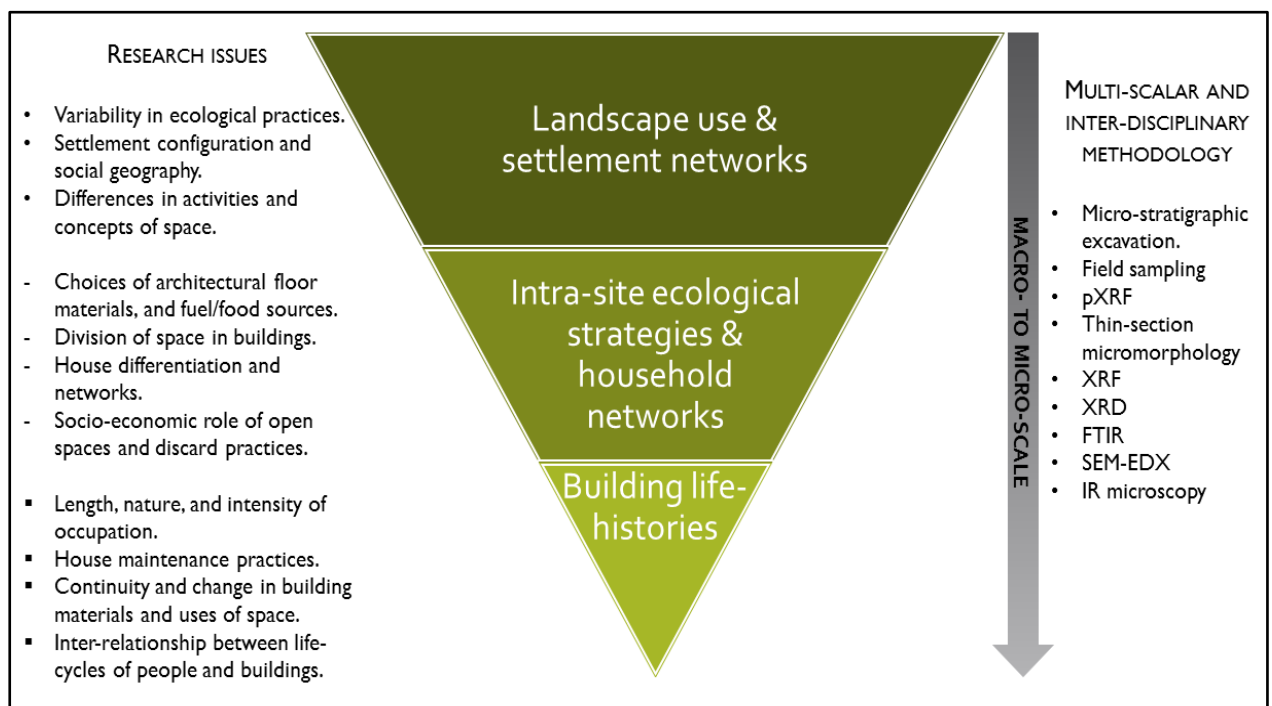 RESEARCH ISSUES
• Variability in ecological practices.
• Settlement configuration and
social geography.
• Differences in activities and
concepts of space.
- Choices of architectural floor
materials, and fuel/food sources.
- Division of space in buildings.
- House differentiation and
networks.
- Socio-economic role of open
spaces and discard practices.
▪ Length, nature, and intensity of
occupation.
▪ House maintenance practices.
▪ Continuity and change in building
materials and uses of space.
▪ Inter-relationship between life-
cycles of people and buildings.
Landscape use &
settlement networks
Intra-site ecological
strategies &
household
networks
Building life-
histories
MACRO- TO MICRO-SCALE
MULTI-SCALAR AND
INTER-DISCIPLINARY
METHODOLOGY
• Micro-stratigraphic
excavation.
• Field sampling
• pXRF
• Thin-section
micromorphology
• XRF
• XRD
• FTIR
• SEM-EDX
• IR microscopy